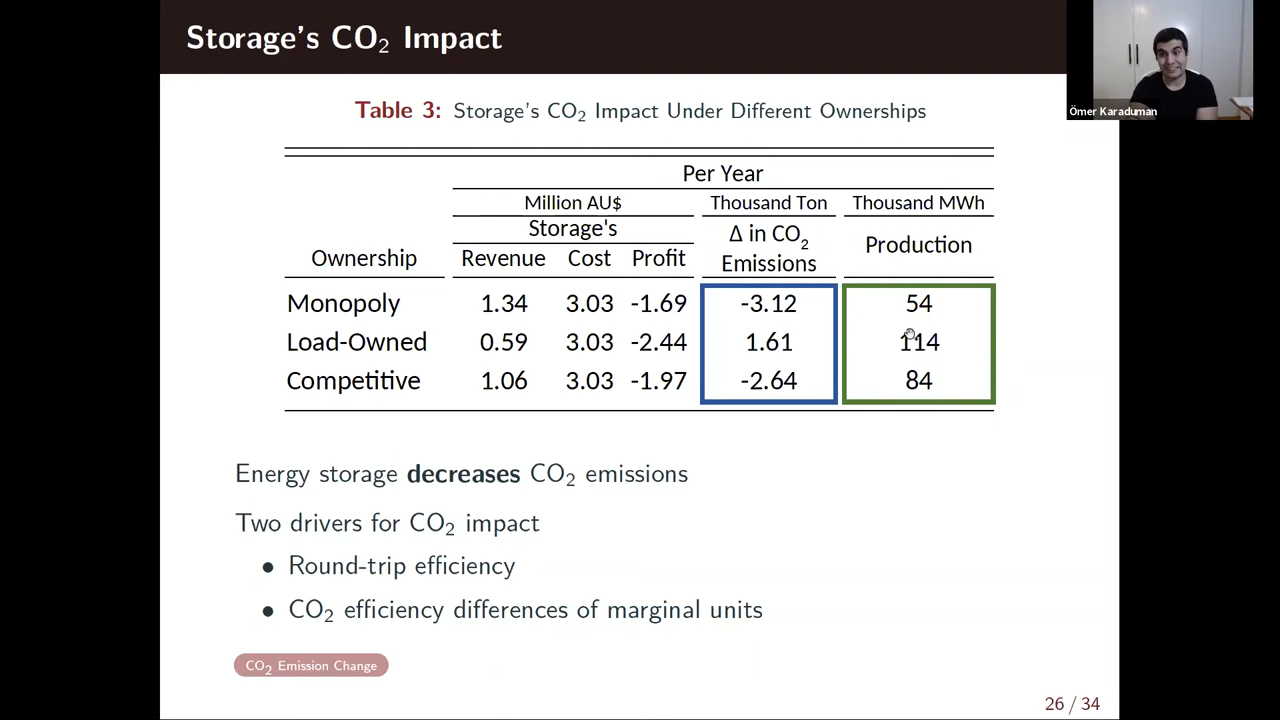 Storage's CO2 Impact
Ömer Karaduman
Table 3: Storage's CO2 Impact Under Different Ownerships
Per Year
Million AU$ Thousand Ton Thousand MWh
Storage's
Δ in CO2 Emissions
Production
Ownership Revenue Cost Profit
Monopoly 1.34 3.03 -1.69 -3.12 54
Load-Owned 0.59 3.03 -2.44 1.61 114
Competitive 1.06 3.03 -1.97 -2.64 84
Energy storage decreases CO2 emissions
Two drivers for CO2 impact
• Round-trip efficiency
• CO2 efficiency differences of marginal units
CO2 Emission Change
26 / 34